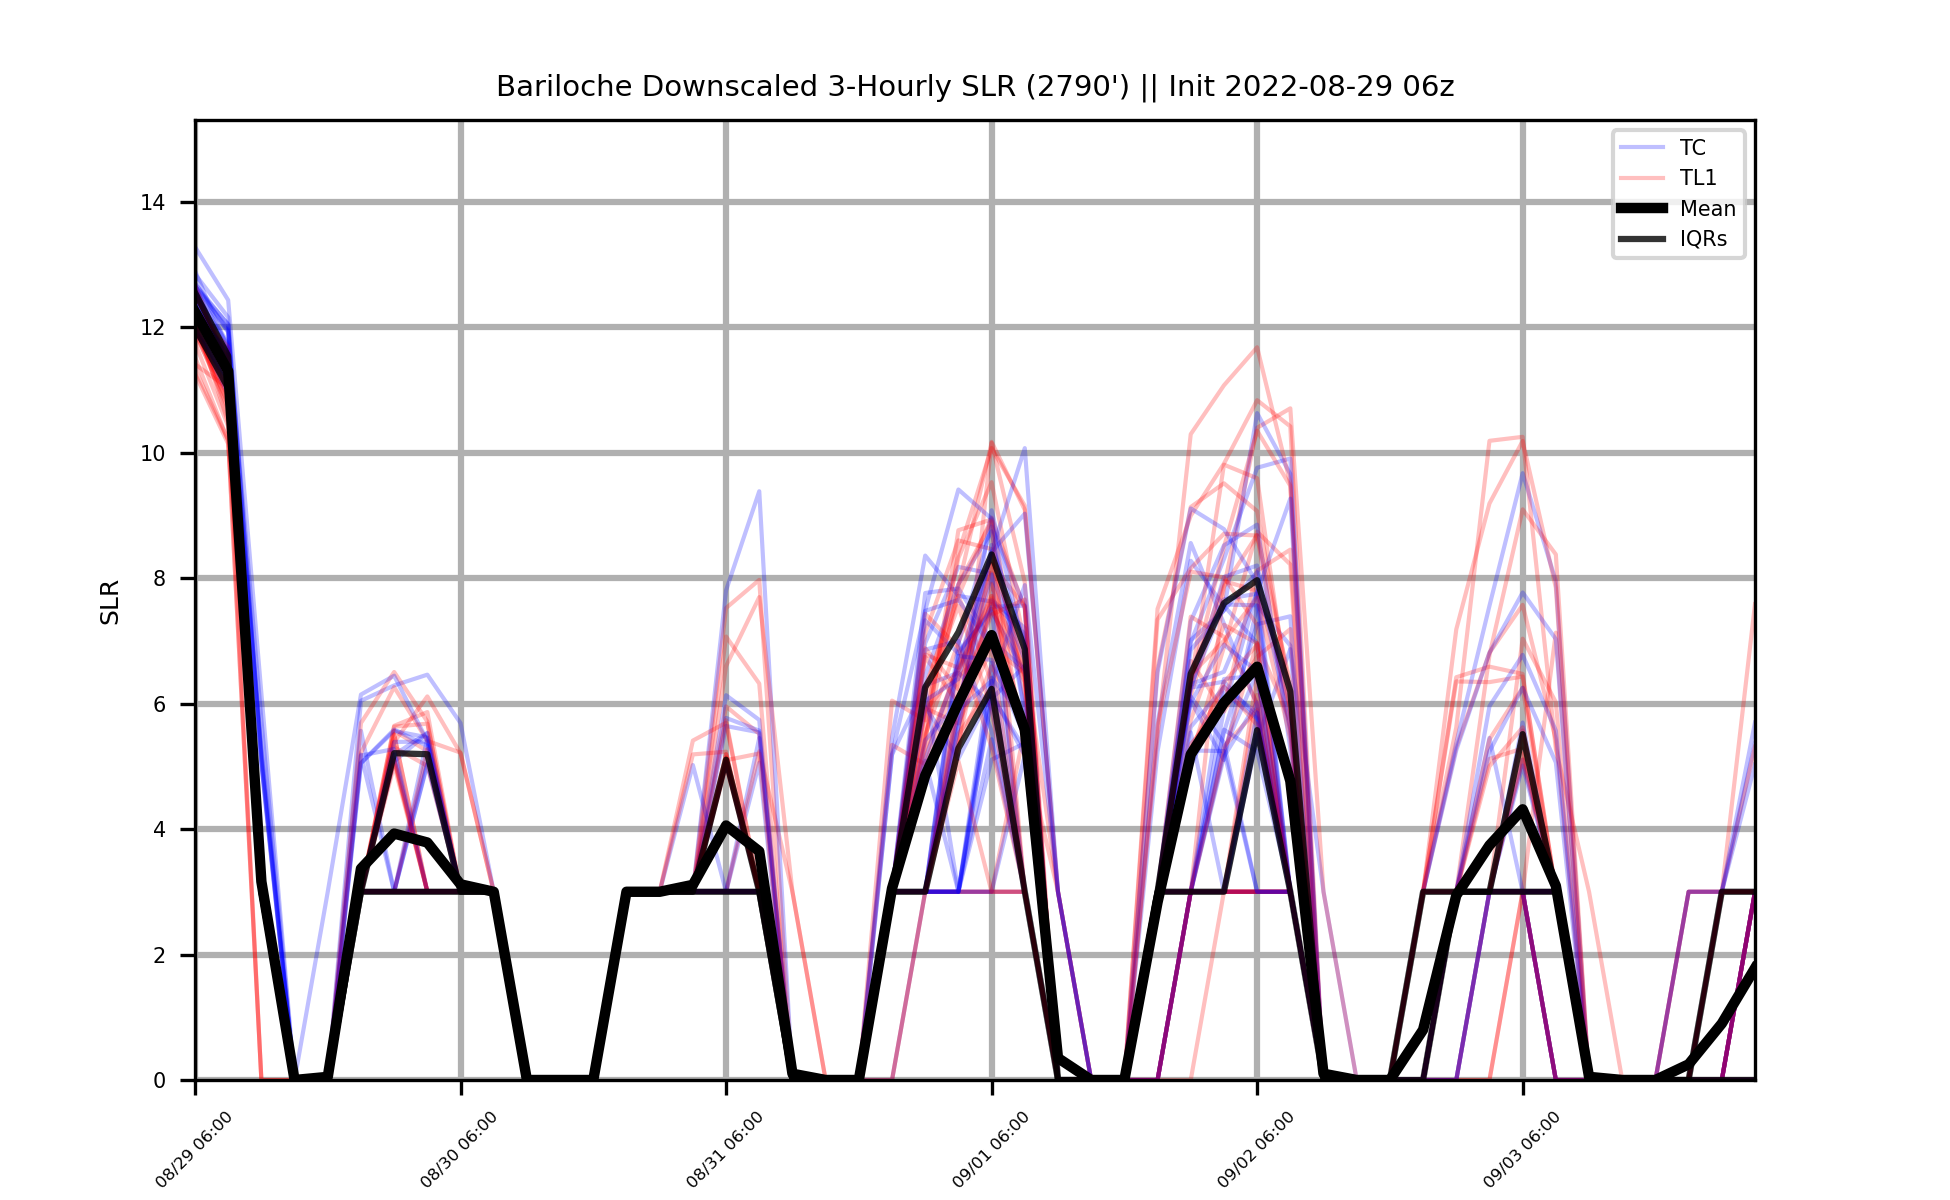 Bariloche Downscaled 3-Hourly SLR (2790') || Init 2022-08-29 06z
TC
TL1
Mean
IQRs
SLR
14
12
10
8
6
4
2
0
08/29 06:00
08/30 06:00
08/31 06:00
09/01 06:00
09/02 06:00
09/03 06:00